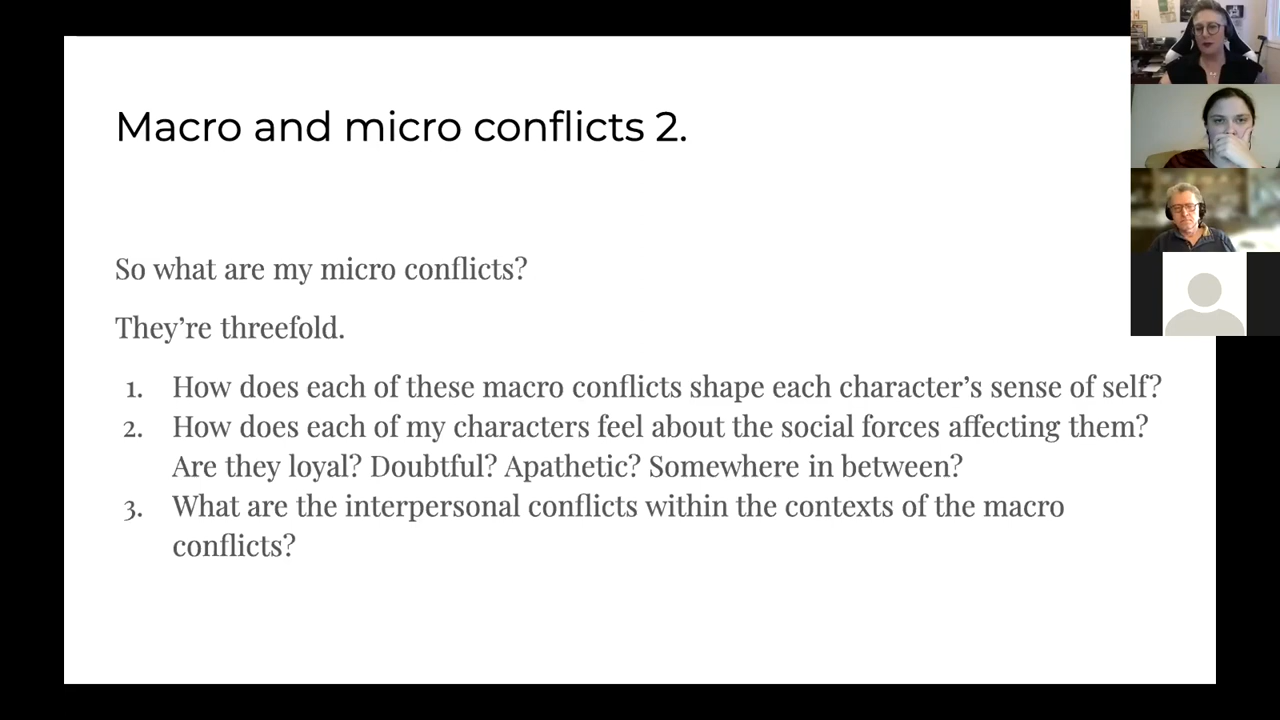 Macro and micro conflicts 2.
So what are my micro conflicts?
They’re threefold.
1. How does each of these macro conflicts shape each character’s sense of self?
2. How does each of my characters feel about the social forces affecting them?
Are they loyal? Doubtful? Apathetic? Somewhere in between?
3. What are the interpersonal conflicts within the contexts of the macro
conflicts?